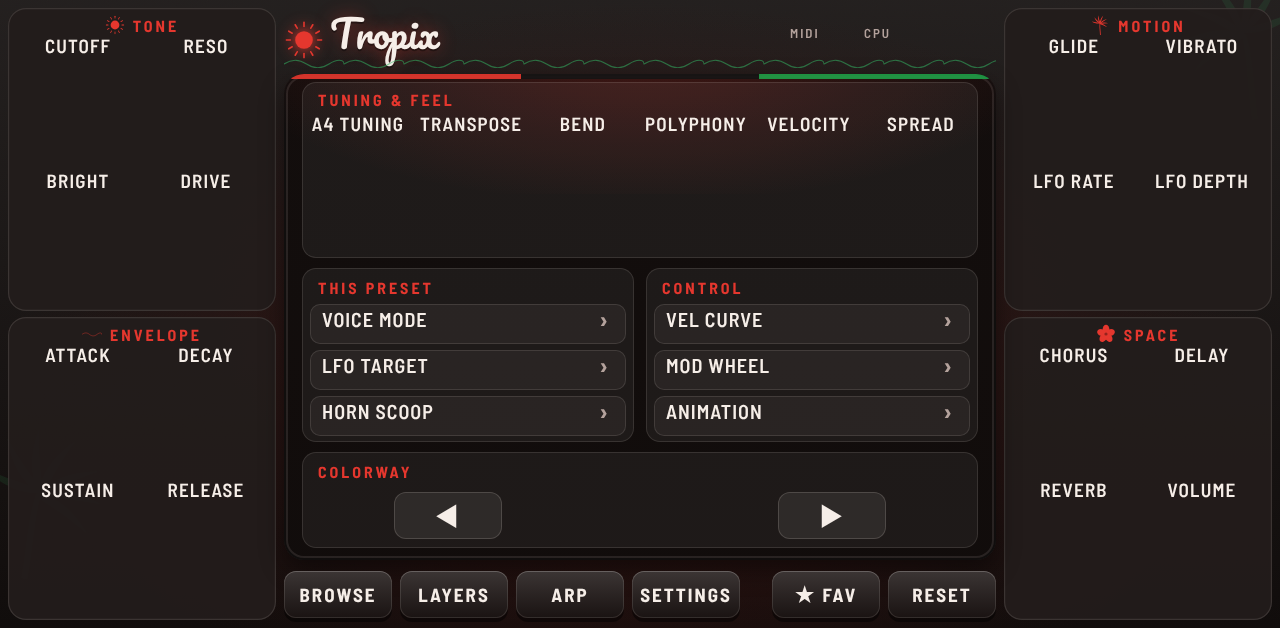 TONE
CUTOFF RESO
BRIGHT DRIVE
ENVELOPE
ATTACK DECAY
SUSTAIN RELEASE
Tropix
MIDI CPU
TUNING & FEEL
A4 TUNING TRANSPOSE BEND POLYPHONY VELOCITY SPREAD
THIS PRESET
VOICE MODE ›
LFO TARGET ›
HORN SCOOP ›
CONTROL
VEL CURVE ›
MOD WHEEL ›
ANIMATION ›
COLORWAY
◀ ▶
BROWSE LAYERS ARP SETTINGS ★ FAV RESET
MOTION
GLIDE VIBRATO
LFO RATE LFO DEPTH
SPACE
CHORUS DELAY
REVERB VOLUME